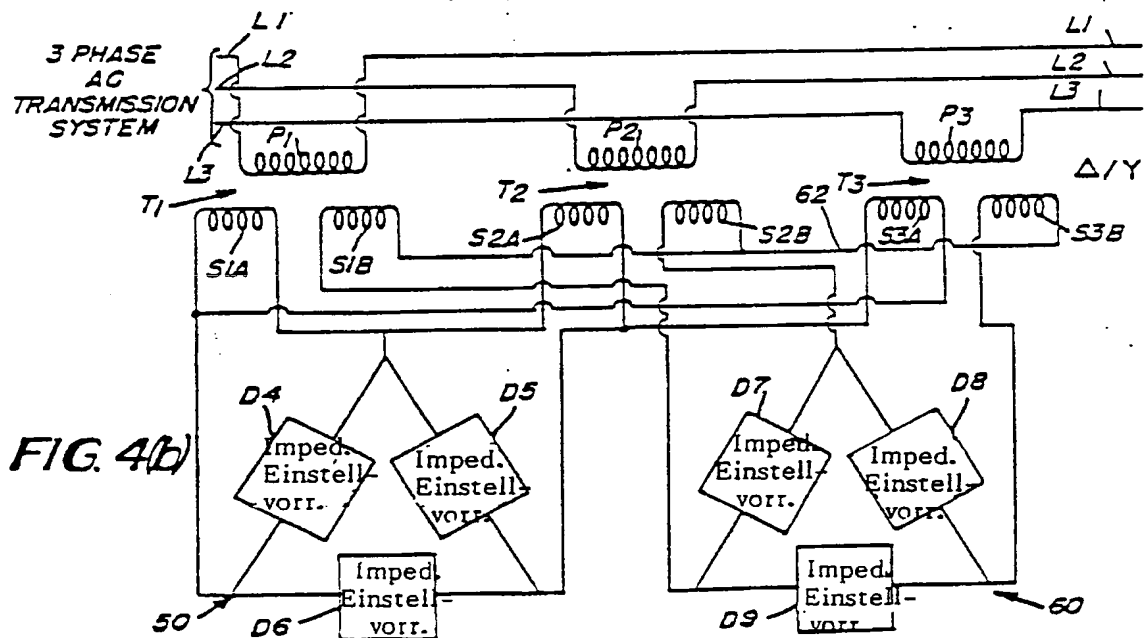 L1
3 PHASE
AC
TRANSMISSION
SYSTEM
L2
L3
L1
L2
L3
P1
P2
P3
Δ/Y
T1
T2
T3
62
S1A
S1B
S2A
S2B
S3A
S3B
D4
D5
D7
D8
FIG. 4(b)
Imped.
Einstell-
vorr.
Imped.
Einstell-
vorr.
Imped.
Einstell-
vorr.
Imped.
Einstell-
vorr.
50
D6
Imped.
Einstell-
vorr.
D9
Imped.
Einstell-
vorr.
60